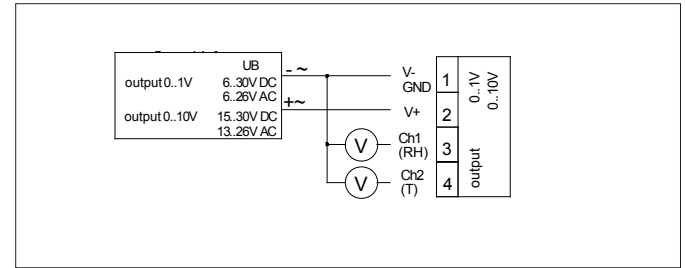 UB
output 0..1V 6..30V DC
6..26V AC
output 0..10V 15..30V DC
13..26V AC
- ~
+~
V
V
V-
GND
V+
Ch1
(RH)
Ch2
(T)
1
2
3
4
0..1V
0..10V
output